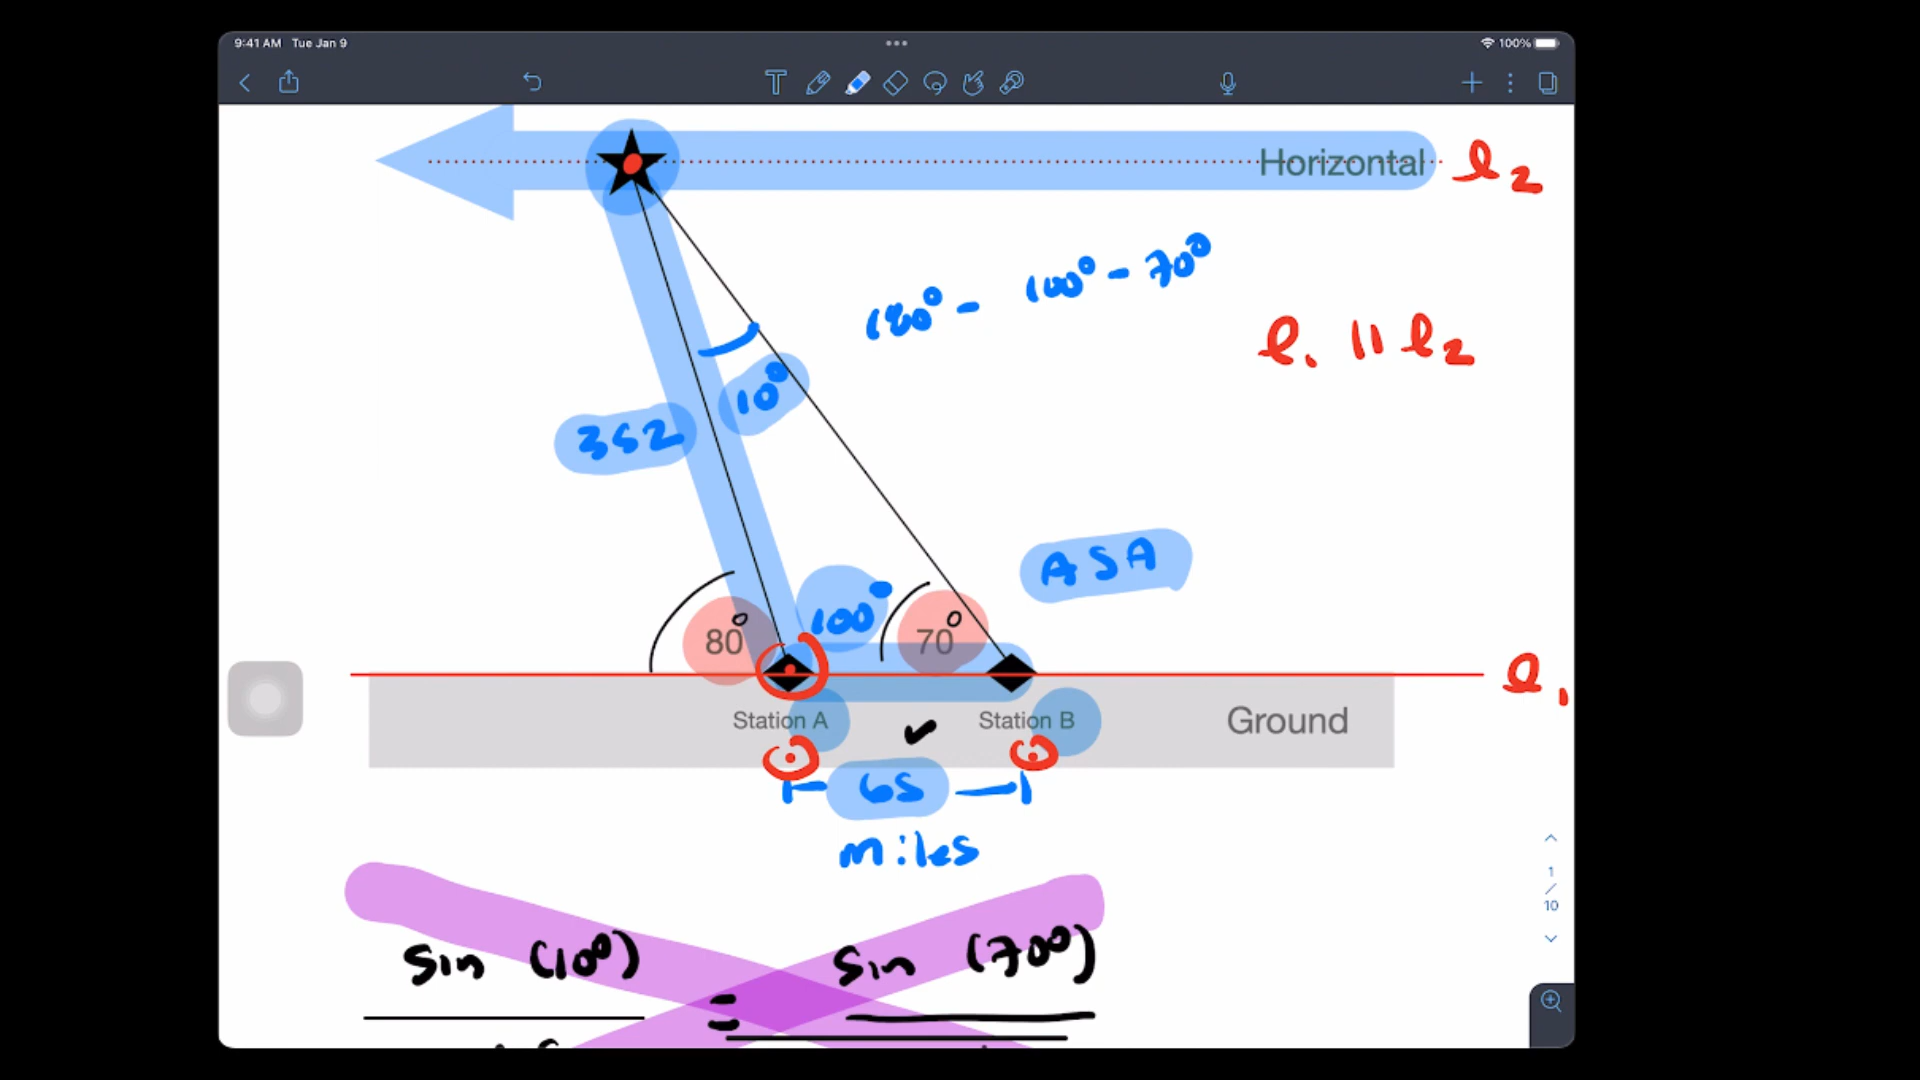 9:41 AM Tue Jan 9
100%
T
Horizontal
l₂
180° - 100° - 70°
l₁ || l₂
10°
352
ASA
80°
100°
70°
l₁
Station A
Station B
Ground
65
miles
1
/
10
sin (10°) = sin (70°)